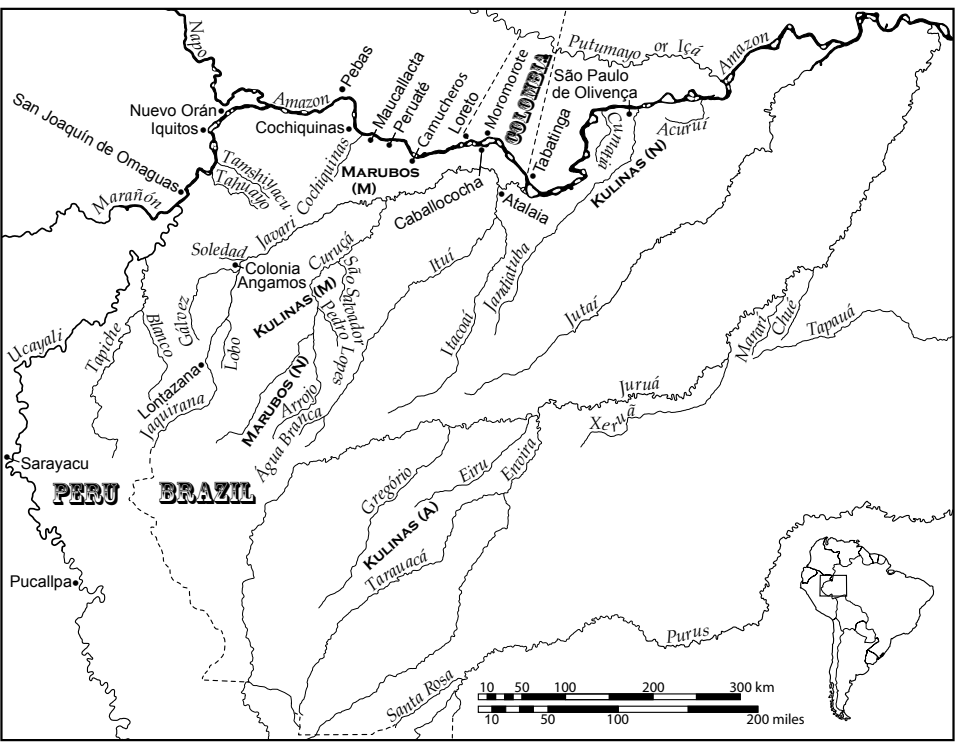 Napo
Putumayo or Içá
Amazon
Pebas
Maucallacta
Peruaté
Camucheros
Loreto
Moromorote
COLOMBIA
São Paulo
de Olivença
Tabatinga
San Joaquín de Omaguas
Nuevo Orán
Iquitos
Amazon
Cochiquinas
Cochiquinas
MARUBOS
(M)
Tamshiyacu
Tahuayo
Marañón
Acuruí
Cumam
KULINAS (N)
Caballococha
Atalaia
Javari
Soledad
Colonia
Angamos
Curuçá
KULINAS (M)
São Salvador
Pedro Lopes
Ituí
Itacoaí
Jandiatuba
Jutaí
Mararí
Chué
Tapauá
Ucayali
Tapiche
Blanco
Gálvez
Lobo
Lontazana
Jaquirana
MARUBOS (N)
Arrojo
Água Branca
Juruá
Xeruã
Sarayacu
PERU
BRAZIL
Gregório
Eiru
Envira
KULINAS (A)
Tarauacá
Pucallpa
Purus
Santa Rosa
10 50 100 200 300 km
10 50 100 200 miles